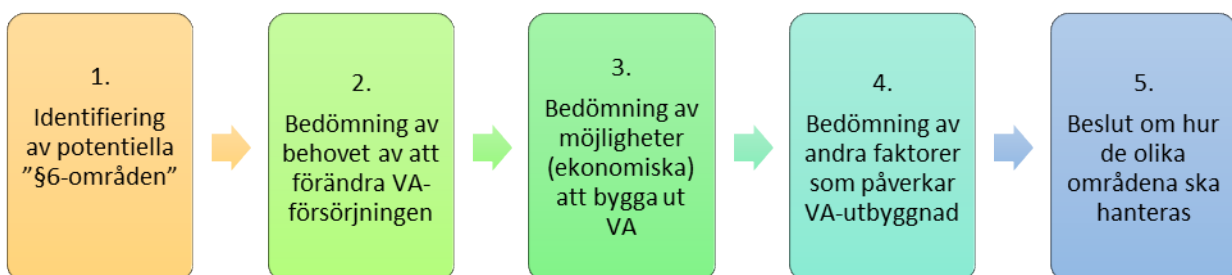 1.
Identifiering
av potentiella
”§6-områden”
2.
Bedömning av
behovet av att
förändra VA-
försörjningen
3.
Bedömning av
möjligheter
(ekonomiska)
att bygga ut
VA
4.
Bedömning av
andra faktorer
som påverkar
VA-utbyggnad
5.
Beslut om hur
de olika
områdena ska
hanteras